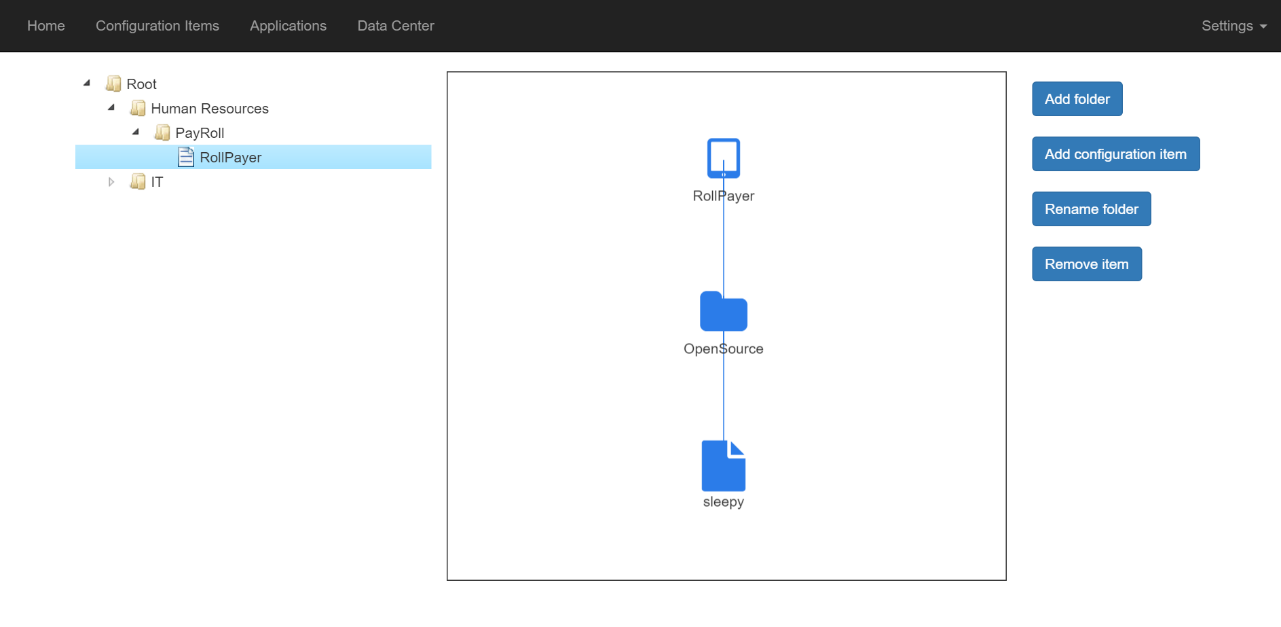 Home Configuration Items Applications Data Center Settings
Root
Human Resources
PayRoll
RollPayer
IT
RollPayer
OpenSource
sleepy
Add folder
Add configuration item
Rename folder
Remove item